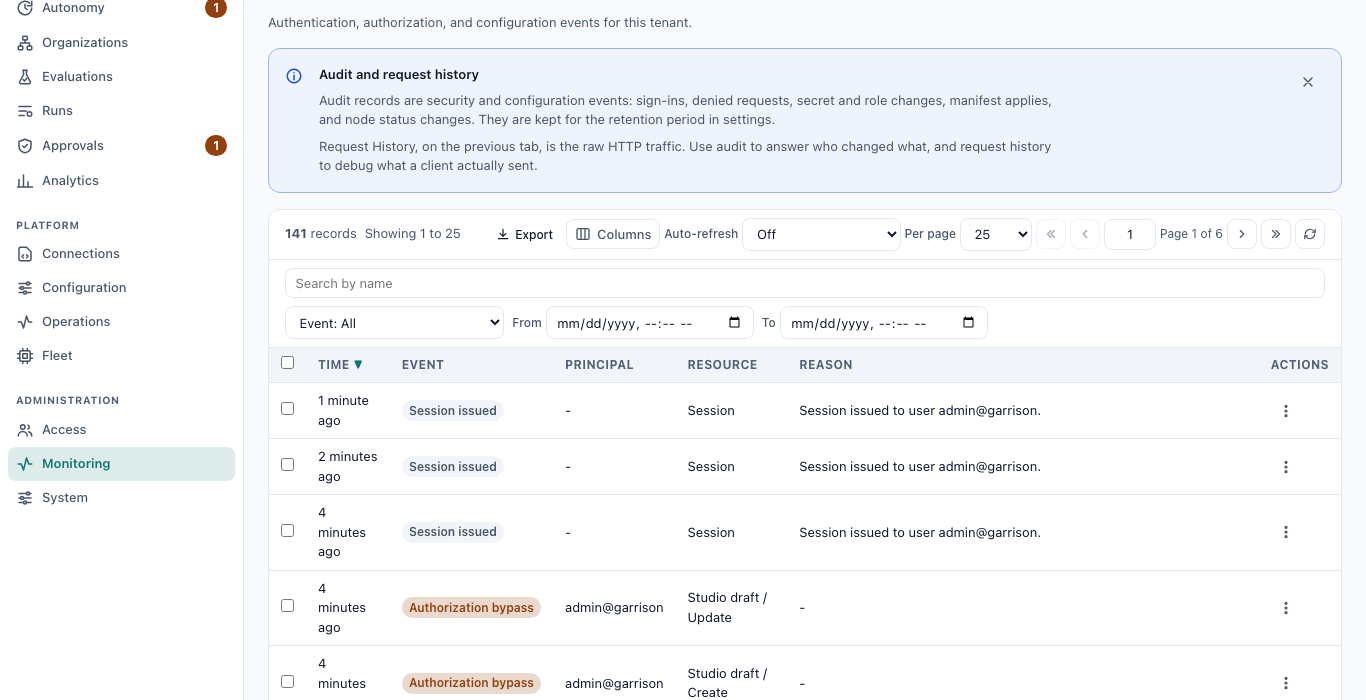 Autonomy 1
Organizations
Evaluations
Runs
Approvals 1
Analytics
PLATFORM
Connections
Configuration
Operations
Fleet
ADMINISTRATION
Access
Monitoring
System
Authentication, authorization, and configuration events for this tenant.
Audit and request history
Audit records are security and configuration events: sign-ins, denied requests, secret and role changes, manifest applies,
and node status changes. They are kept for the retention period in settings.
Request History, on the previous tab, is the raw HTTP traffic. Use audit to answer who changed what, and request history
to debug what a client actually sent.
141 records Showing 1 to 25 Export Columns Auto-refresh Off Per page 25 1 Page 1 of 6
Search by name
Event: All From mm/dd/yyyy, --:-- -- To mm/dd/yyyy, --:-- --
TIME EVENT PRINCIPAL RESOURCE REASON ACTIONS
1 minute
ago
Session issued - Session Session issued to user admin@garrison.
2 minutes
ago
Session issued - Session Session issued to user admin@garrison.
4
minutes
ago
Session issued - Session Session issued to user admin@garrison.
4
minutes
ago
Authorization bypass admin@garrison
Studio draft /
Update
-
4
minutes
Authorization bypass admin@garrison
Studio draft /
Create
-